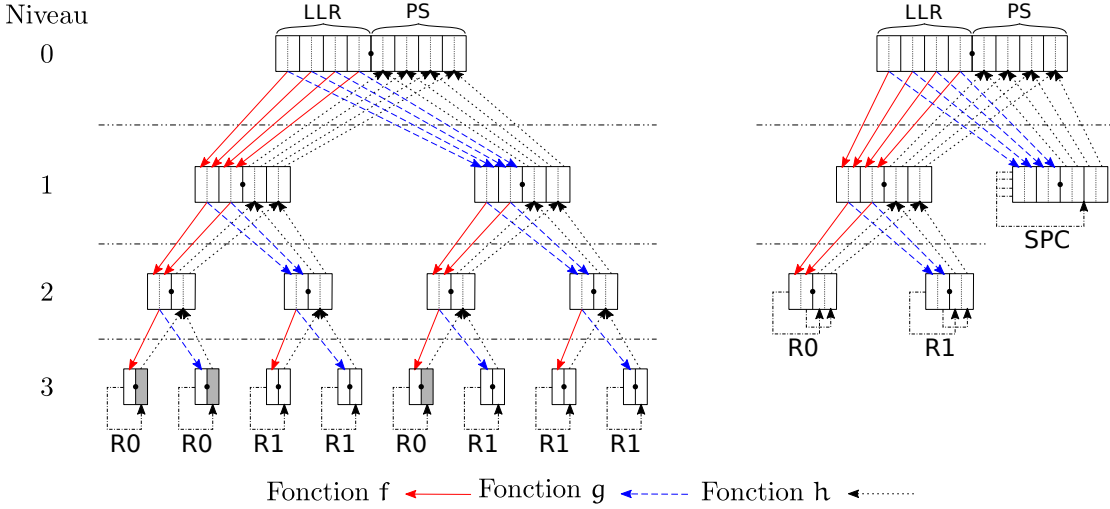 Niveau
LLR PS LLR PS
0
1
SPC
2
R0 R1
3
R0 R0 R1 R1 R0 R1 R1 R1
Fonction f Fonction g Fonction h